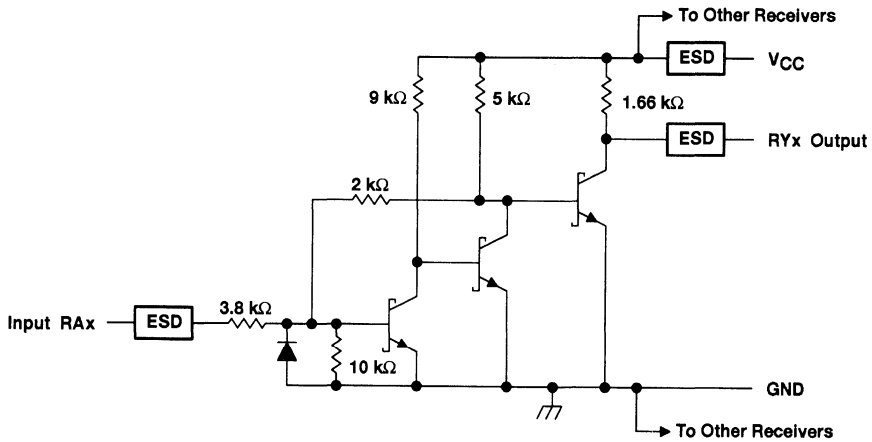 To Other Receivers
ESD
VCC
9 kΩ
5 kΩ
1.66 kΩ
ESD
RYx Output
2 kΩ
3.8 kΩ
Input RAx
ESD
10 kΩ
GND
To Other Receivers